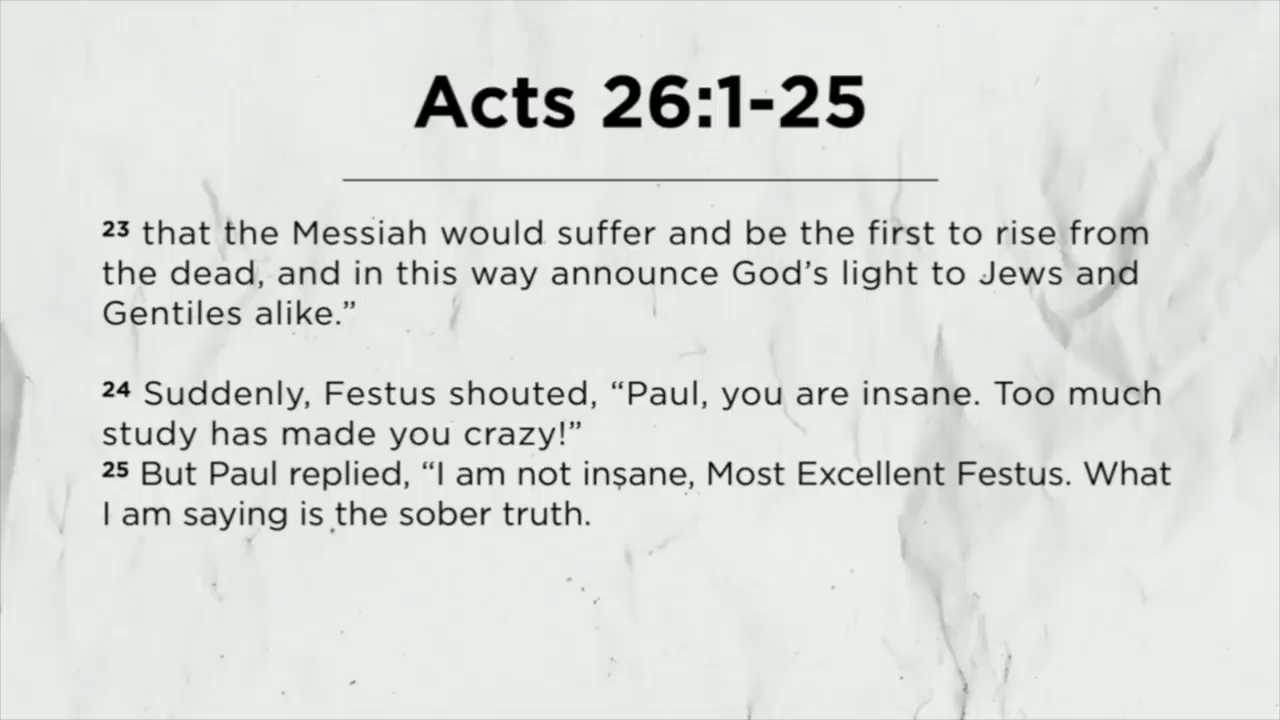 Acts 26:1-25
23 that the Messiah would suffer and be the first to rise from
the dead, and in this way announce God’s light to Jews and
Gentiles alike.”
24 Suddenly, Festus shouted, “Paul, you are insane. Too much
study has made you crazy!”
25 But Paul replied, “I am not insane, Most Excellent Festus. What
I am saying is the sober truth.